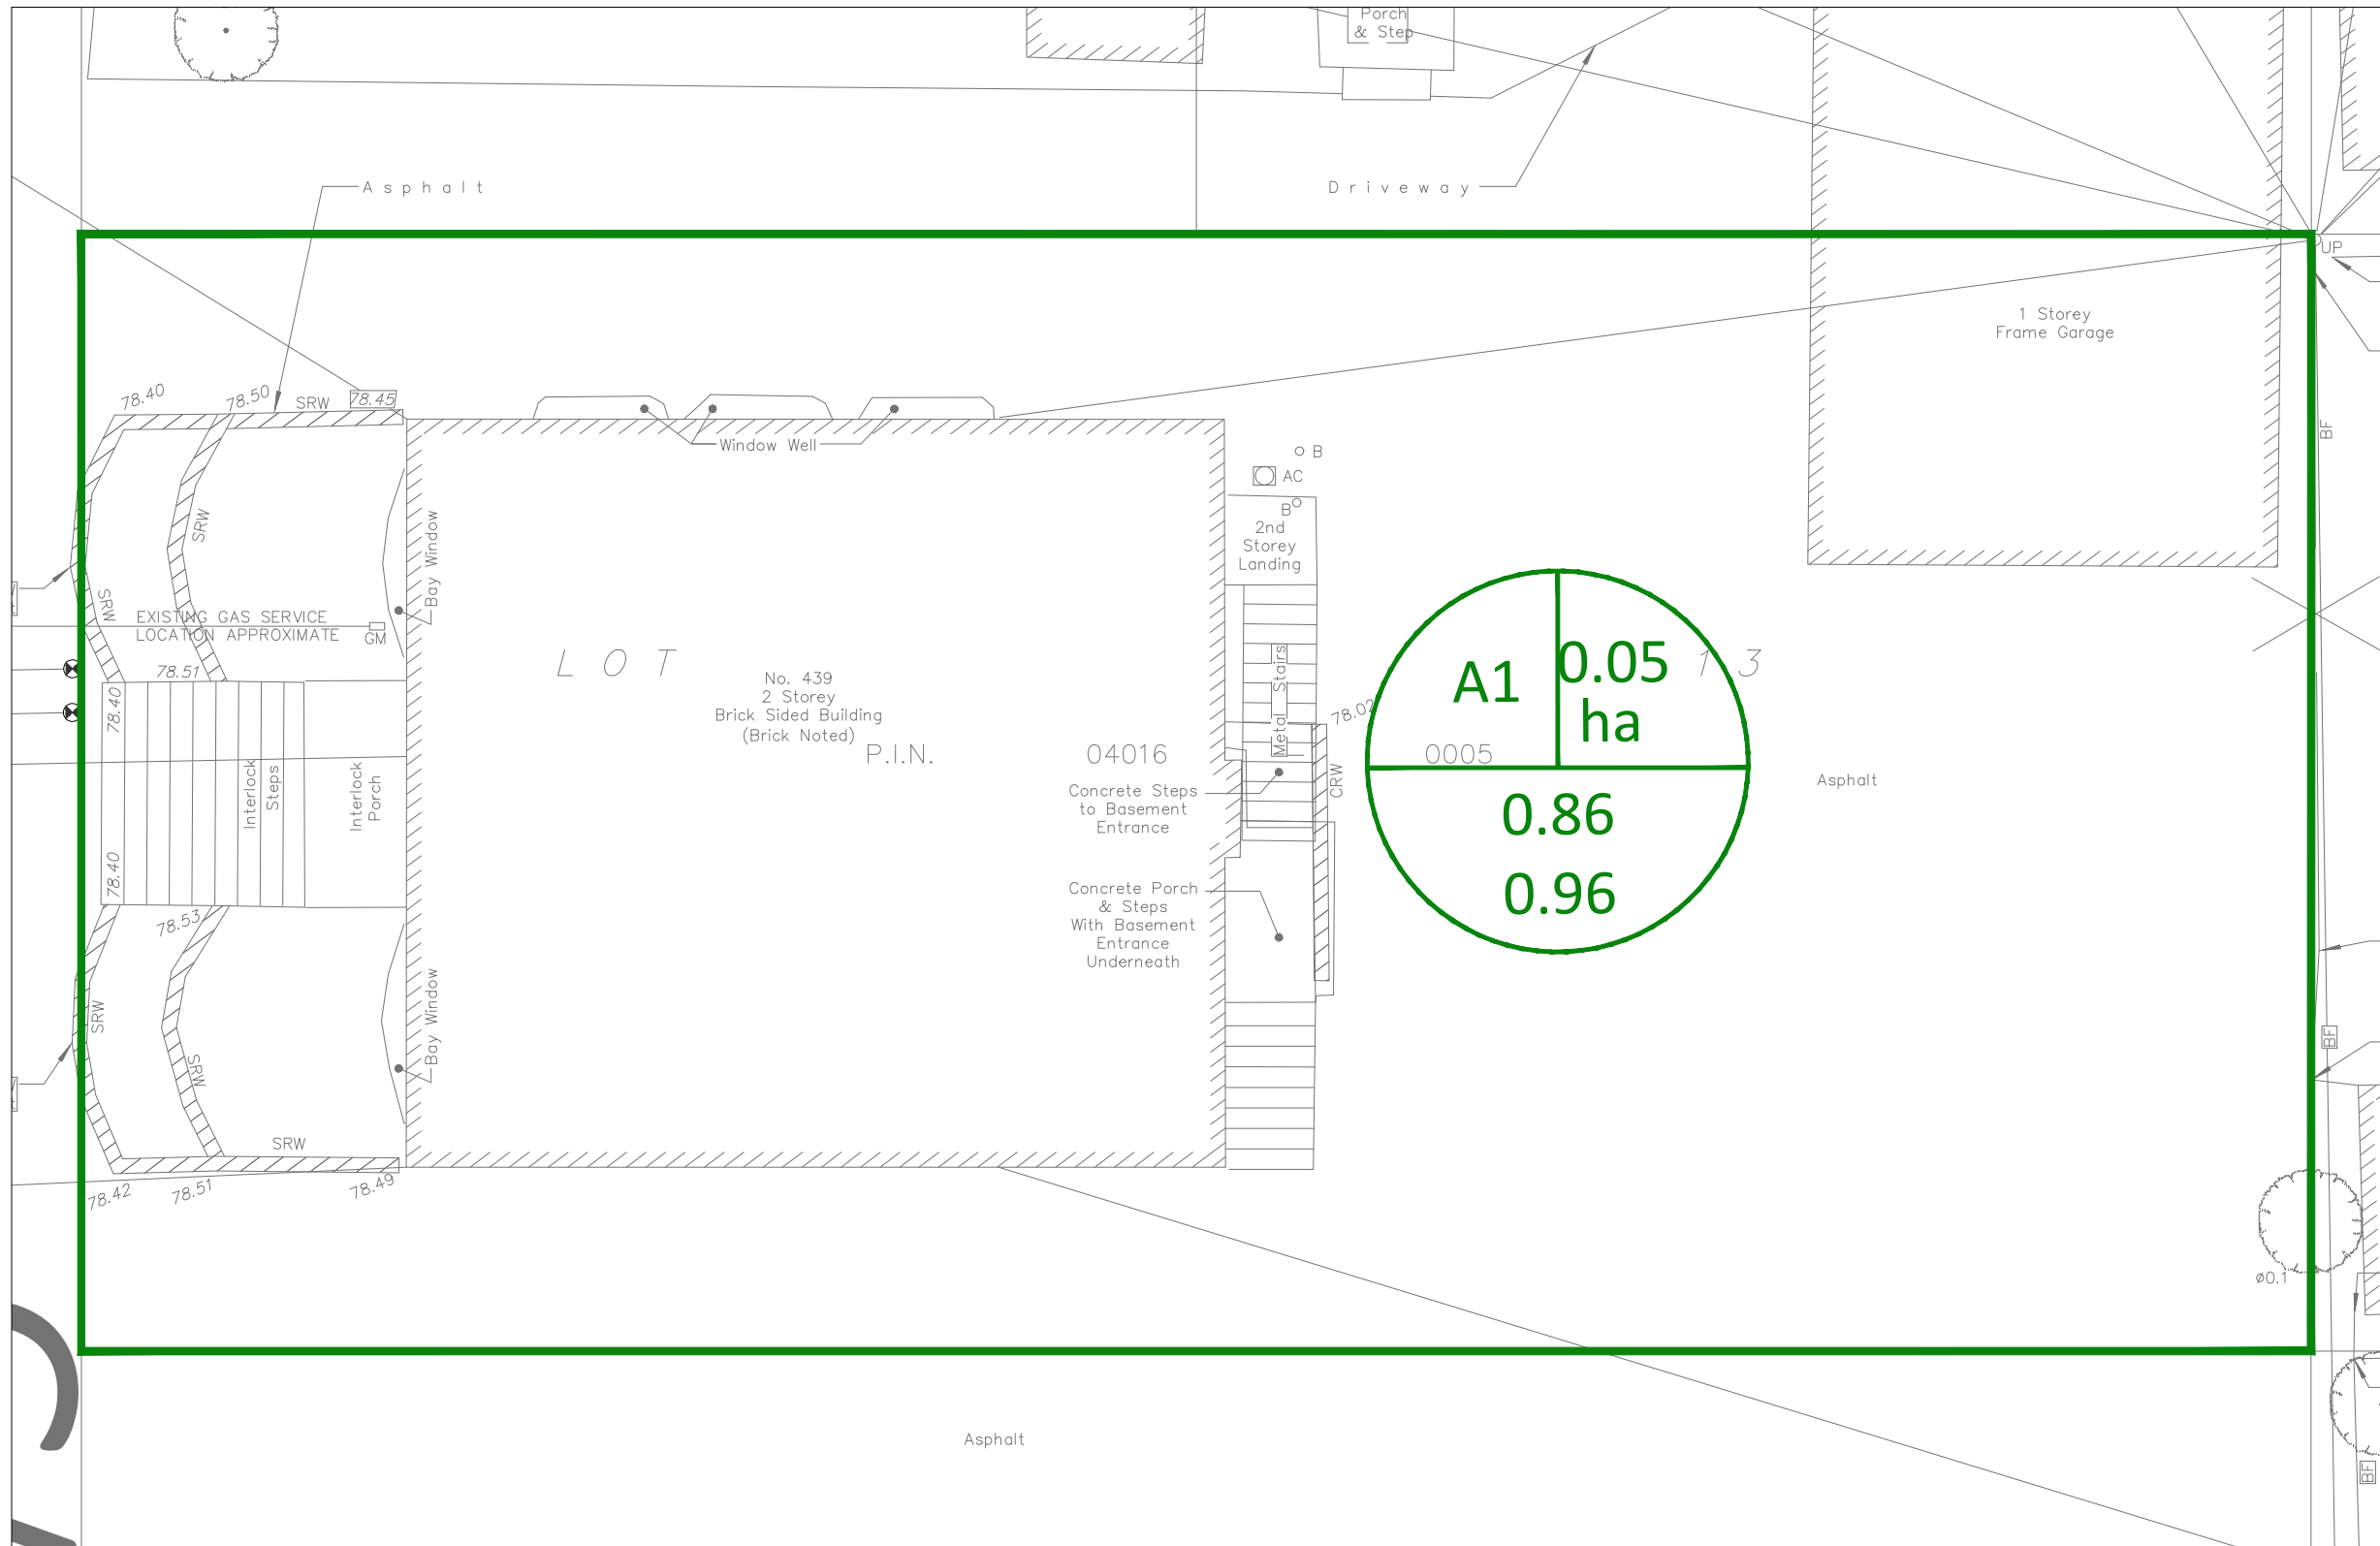 Porch
& Step
Asphalt
Driveway
UP
1 Storey
Frame Garage
78.40
78.50
SRW
78.45
Window Well
B
AC
B
BF
2nd
Storey
Landing
SRW
Bay Window
SRW
EXISTING GAS SERVICE
LOCATION APPROXIMATE
GM
78.51
78.40
LOT
13
No. 439
2 Storey
Brick Sided Building
(Brick Noted)
P.I.N.
04016
0005
Metal Stairs
78.02
A1
0.05
ha
0.86
0.96
Asphalt
CRW
Concrete Steps
to Basement
Entrance
Interlock
Steps
Interlock
Porch
78.40
78.53
Concrete Porch
& Steps
With Basement
Entrance
Underneath
SRW
SRW
Bay Window
BF
SRW
78.42
78.51
78.49
ø0.1
Asphalt
BF